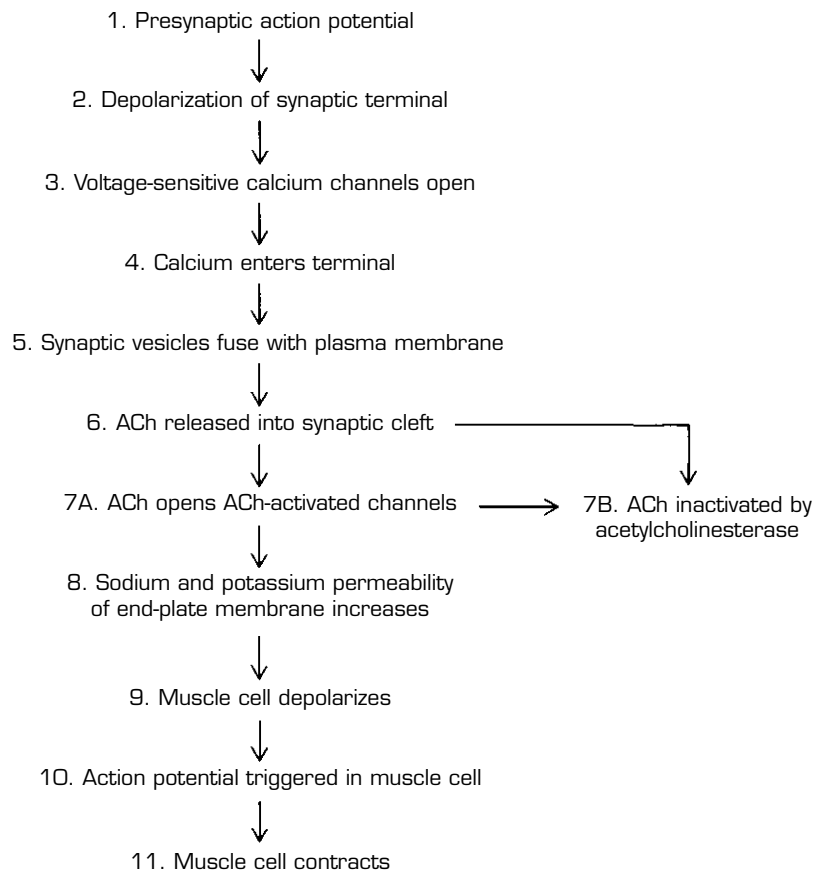 1. Presynaptic action potential
2. Depolarization of synaptic terminal
3. Voltage-sensitive calcium channels open
4. Calcium enters terminal
5. Synaptic vesicles fuse with plasma membrane
6. ACh released into synaptic cleft
7A. ACh opens ACh-activated channels
7B. ACh inactivated by
acetylcholinesterase
8. Sodium and potassium permeability
of end-plate membrane increases
9. Muscle cell depolarizes
10. Action potential triggered in muscle cell
11. Muscle cell contracts